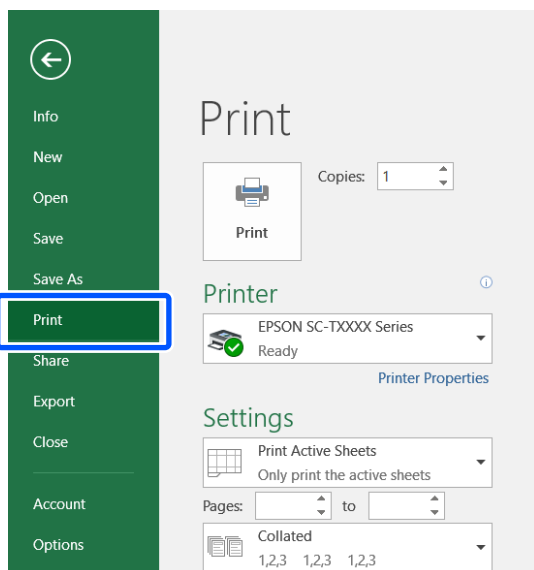 Info
New
Open
Save
Save As
Print
Share
Export
Close
Account
Options
Print
Copies: 1
Print
Printer
EPSON SC-TXXXX Series
Ready
Printer Properties
Settings
Print Active Sheets
Only print the active sheets
Pages: to
Collated
1,2,3 1,2,3 1,2,3